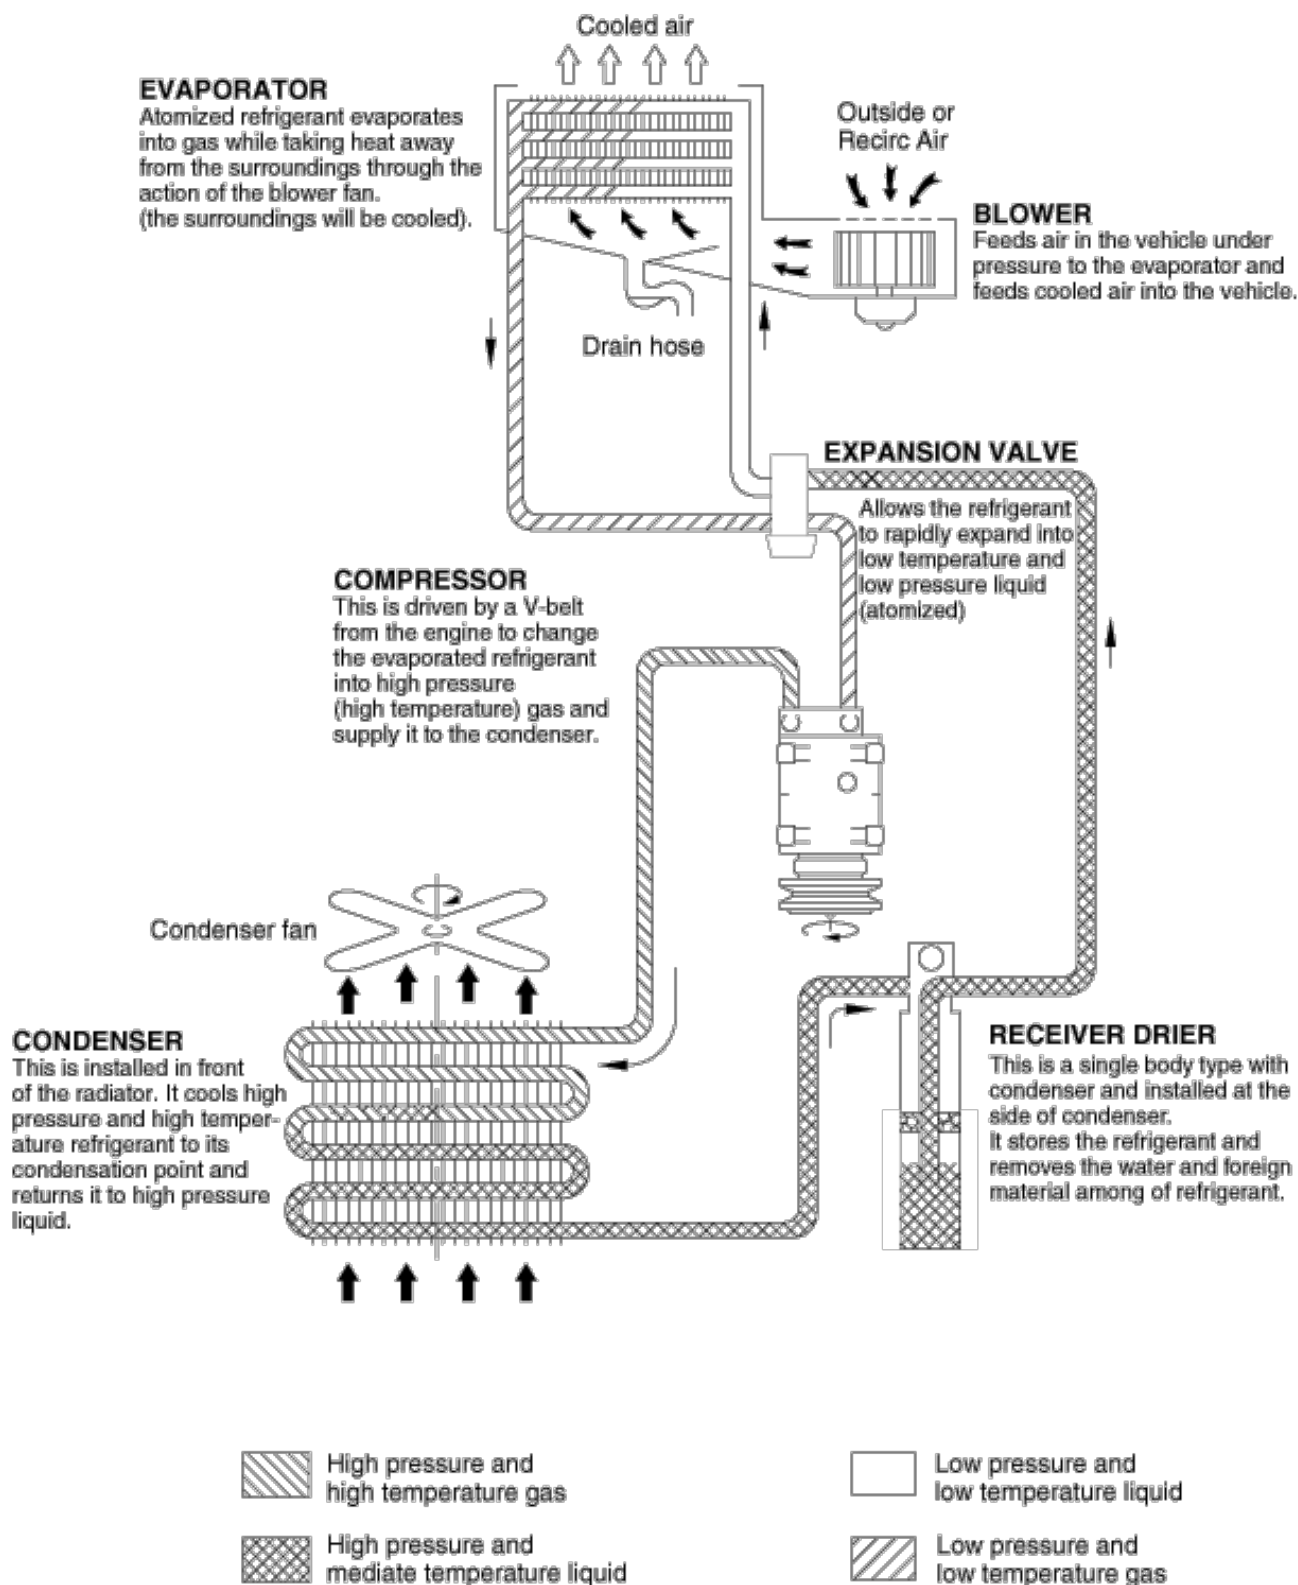 Cooled air
EVAPORATOR
Atomized refrigerant evaporates
into gas while taking heat away
from the surroundings through the
action of the blower fan.
(the surroundings will be cooled).
Outside or
Recirc Air
BLOWER
Feeds air in the vehicle under
pressure to the evaporator and
feeds cooled air into the vehicle.
Drain hose
EXPANSION VALVE
Allows the refrigerant
to rapidly expand into
low temperature and
low pressure liquid
(atomized)
COMPRESSOR
This is driven by a V-belt
from the engine to change
the evaporated refrigerant
into high pressure
(high temperature) gas and
supply it to the condenser.
Condenser fan
CONDENSER
This is installed in front
of the radiator. It cools high
pressure and high temper-
ature refrigerant to its
condensation point and
returns it to high pressure
liquid.
RECEIVER DRIER
This is a single body type with
condenser and installed at the
side of condenser.
It stores the refrigerant and
removes the water and foreign
material among of refrigerant.
High pressure and
high temperature gas
Low pressure and
low temperature liquid
High pressure and
mediate temperature liquid
Low pressure and
low temperature gas